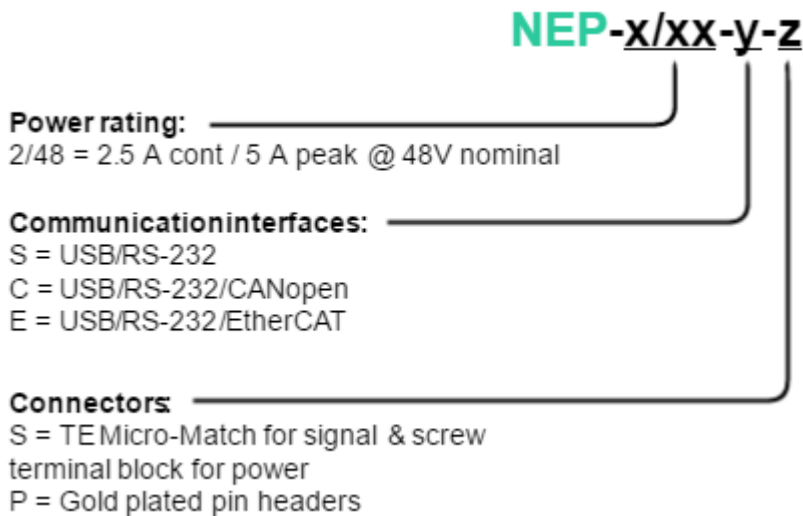 NEP-x/xx-y-z
Power rating:
2/48 = 2.5 A cont / 5 A peak @ 48V nominal
Communicationinterfaces:
S = USB/RS-232
C = USB/RS-232/CANopen
E = USB/RS-232/EtherCAT
Connectors:
S = TE Micro-Match for signal & screw
terminal block for power
P = Gold plated pin headers